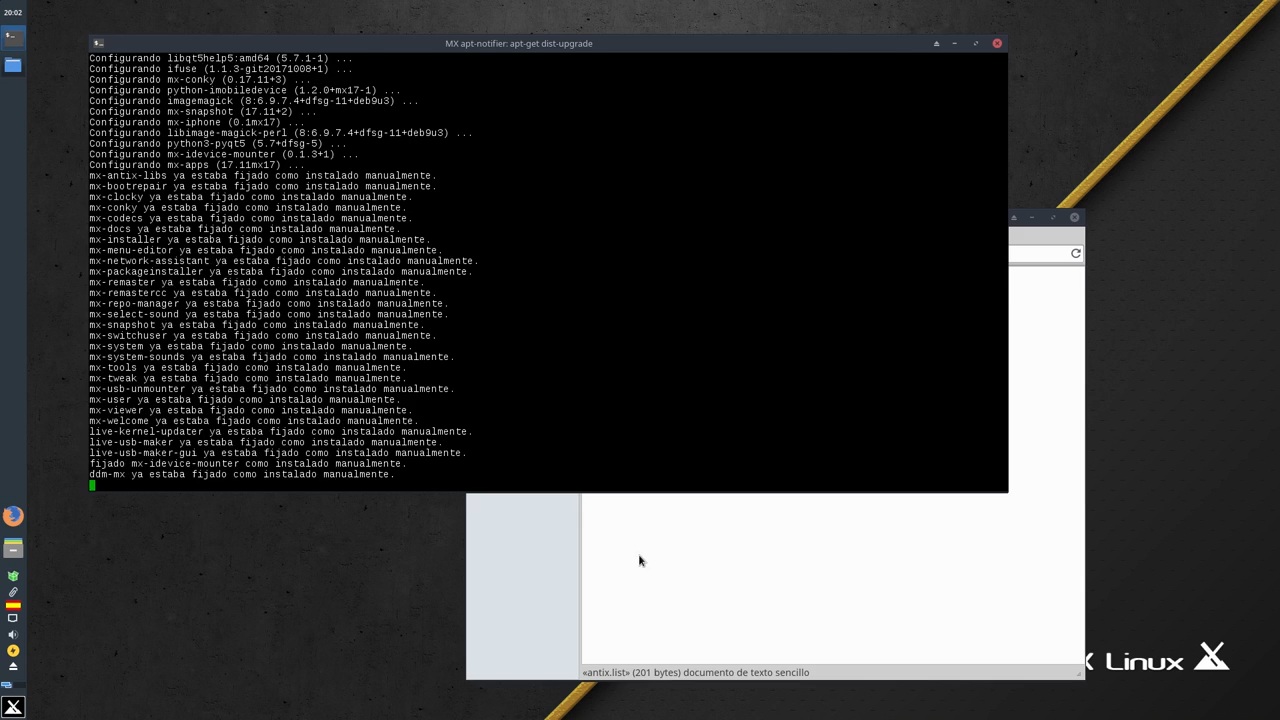 20:02
MX apt-notifier: apt-get dist-upgrade
Configurando libqt5help5:amd64 (5.7.1-1) ...
Configurando ifuse (1.1.3-git20171008+1) ...
Configurando mx-conky (0.17.11+3) ...
Configurando python-imobiledevice (1.2.0+mx17-1) ...
Configurando imagemagick (8:6.9.7.4+dfsg-11+deb9u3) ...
Configurando mx-snapshot (17.11+2) ...
Configurando mx-iphone (0.1mx17) ...
Configurando libimage-magick-perl (8:6.9.7.4+dfsg-11+deb9u3) ...
Configurando python3-pyqt5 (5.7+dfsg-5) ...
Configurando mx-idevice-mounter (0.1.3+1) ...
Configurando mx-apps (17.11mx17) ...
mx-antix-libs ya estaba fijado como instalado manualmente.
mx-bootrepair ya estaba fijado como instalado manualmente.
mx-clocky ya estaba fijado como instalado manualmente.
mx-conky ya estaba fijado como instalado manualmente.
mx-codecs ya estaba fijado como instalado manualmente.
mx-docs ya estaba fijado como instalado manualmente.
mx-installer ya estaba fijado como instalado manualmente.
mx-menu-editor ya estaba fijado como instalado manualmente.
mx-network-assistant ya estaba fijado como instalado manualmente.
mx-packageinstaller ya estaba fijado como instalado manualmente.
mx-remaster ya estaba fijado como instalado manualmente.
mx-remastercc ya estaba fijado como instalado manualmente.
mx-repo-manager ya estaba fijado como instalado manualmente.
mx-select-sound ya estaba fijado como instalado manualmente.
mx-snapshot ya estaba fijado como instalado manualmente.
mx-switchuser ya estaba fijado como instalado manualmente.
mx-system ya estaba fijado como instalado manualmente.
mx-system-sounds ya estaba fijado como instalado manualmente.
mx-tools ya estaba fijado como instalado manualmente.
mx-tweak ya estaba fijado como instalado manualmente.
mx-usb-unmounter ya estaba fijado como instalado manualmente.
mx-user ya estaba fijado como instalado manualmente.
mx-viewer ya estaba fijado como instalado manualmente.
mx-welcome ya estaba fijado como instalado manualmente.
live-kernel-updater ya estaba fijado como instalado manualmente.
live-usb-maker ya estaba fijado como instalado manualmente.
live-usb-maker-gui ya estaba fijado como instalado manualmente.
fijado mx-idevice-mounter como instalado manualmente.
ddm-mx ya estaba fijado como instalado manualmente.
«antix.list» (201 bytes) documento de texto sencillo
Linux